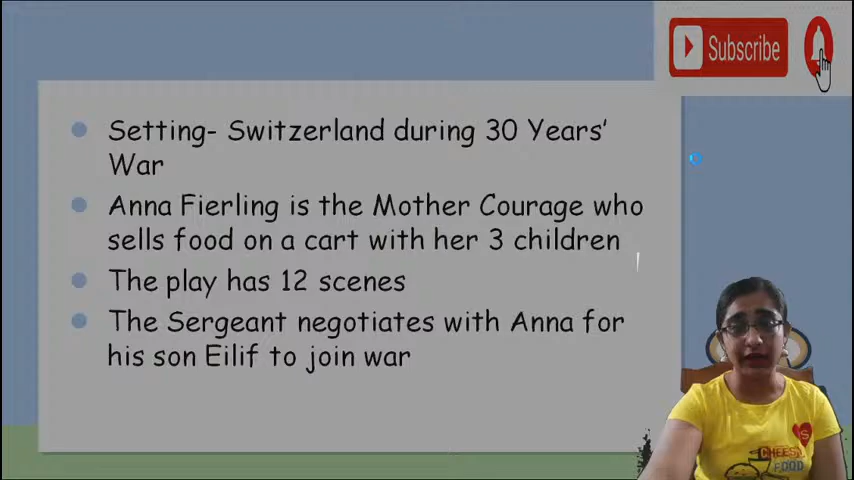 Subscribe
Setting- Switzerland during 30 Years'
War
Anna Fierling is the Mother Courage who
sells food on a cart with her 3 children
The play has 12 scenes
The Sergeant negotiates with Anna for
his son Eilif to join war
S
CHEESY
FOOD